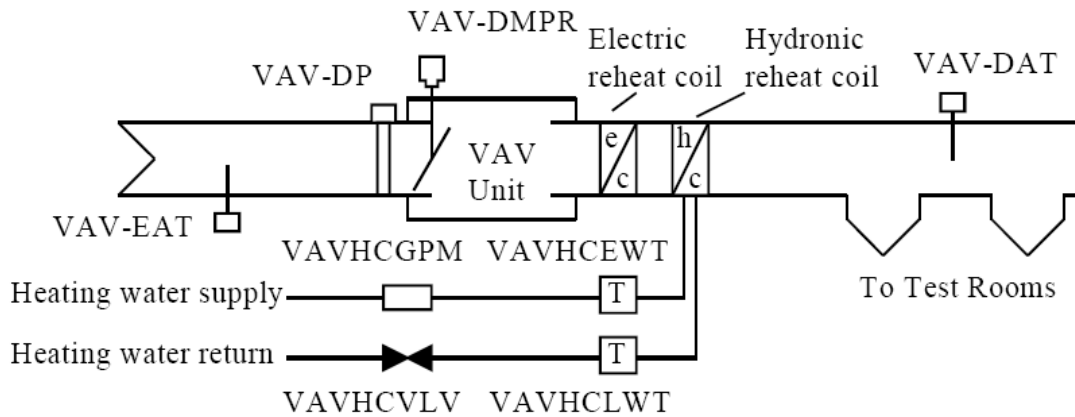 VAV-DMPR
Electric
reheat coil
Hydronic
reheat coil
VAV-DP
VAV-DAT
e
c
h
c
VAV
Unit
VAV-EAT
VAVHCGPM
VAVHCEWT
Heating water supply
T
To Test Rooms
Heating water return
T
VAVHCVLV
VAVHCLWT